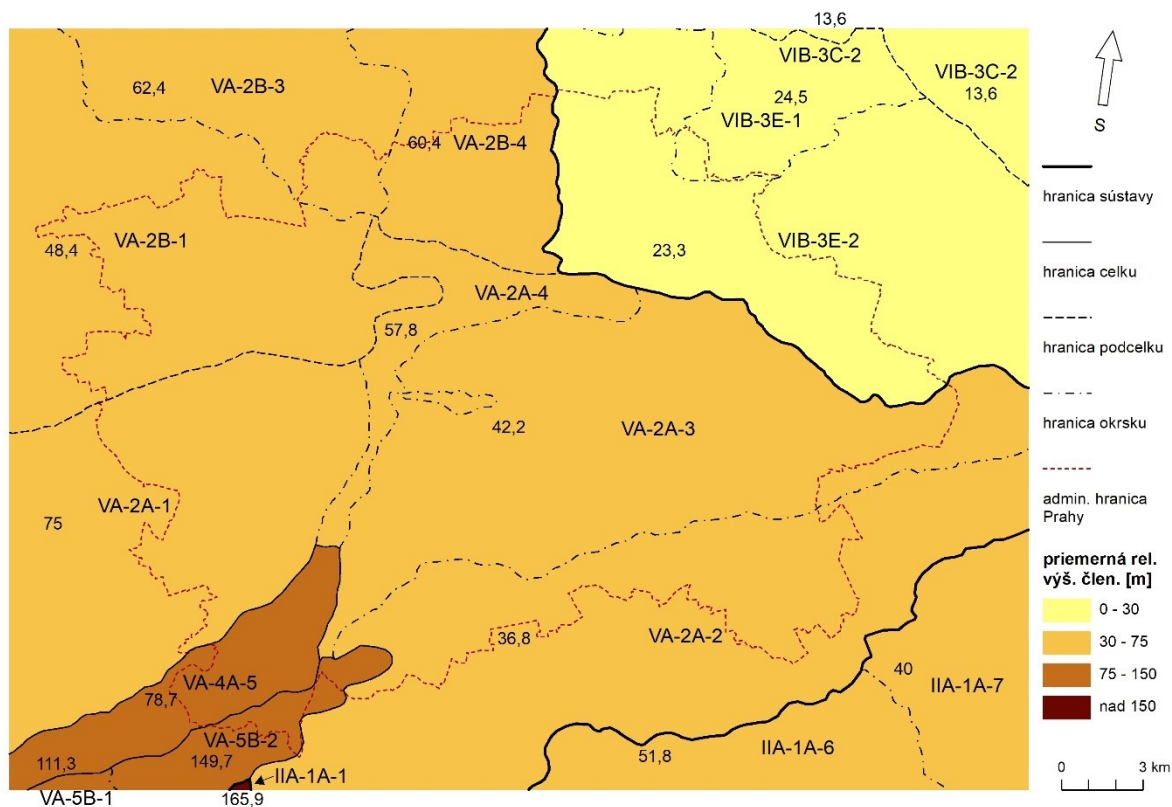 13,6
VIB-3C-2
62,4
VA-2B-3
VIB-3C-2
24,5
13,6
VIB-3E-1
60,4
VA-2B-4
S
VA-2B-1
48,4
23,3
VIB-3E-2
VA-2A-4
57,8
42,2
VA-2A-3
VA-2A-1
75
36,8
VA-2A-2
VA-4A-5
78,7
40
IIA-1A-7
VA-5B-2
111,3
149,7
IIA-1A-1
51,8
IIA-1A-6
VA-5B-1
165,9
hranica sústavy
hranica celku
hranica podcelku
hranica okrsku
admin. hranica
Prahy
priemerná rel.
výš. člen. [m]
0 - 30
30 - 75
75 - 150
nad 150
0
3 km